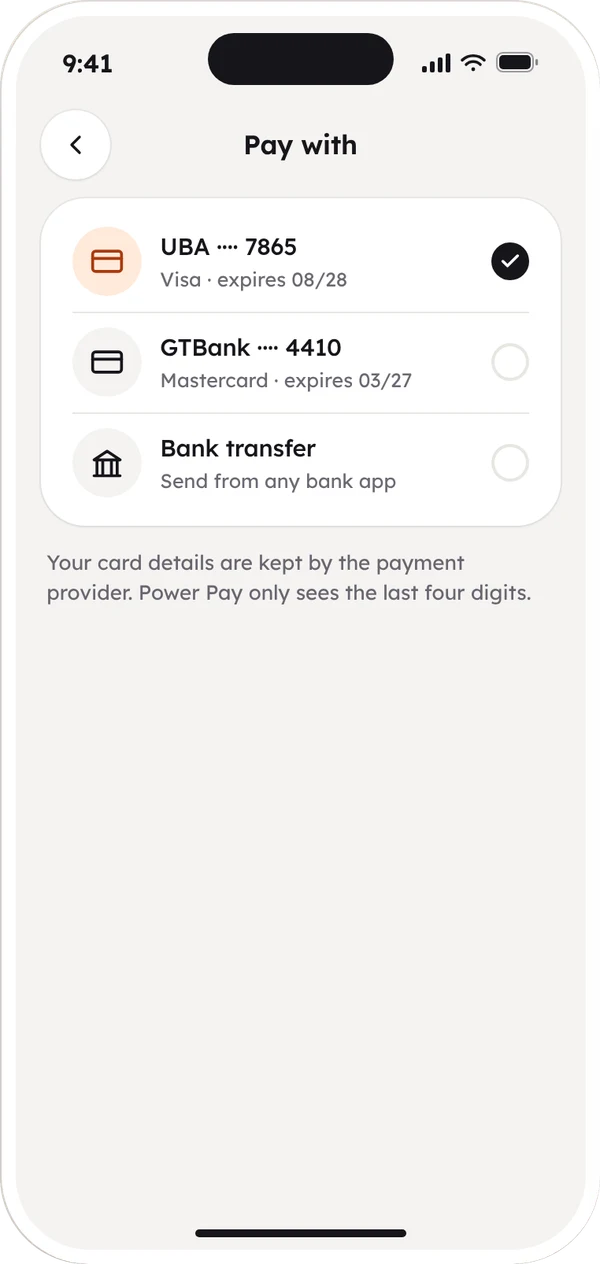 9:41
Pay with
UBA ···· 7865
Visa · expires 08/28
GTBank ···· 4410
Mastercard · expires 03/27
Bank transfer
Send from any bank app
Your card details are kept by the payment
provider. Power Pay only sees the last four digits.